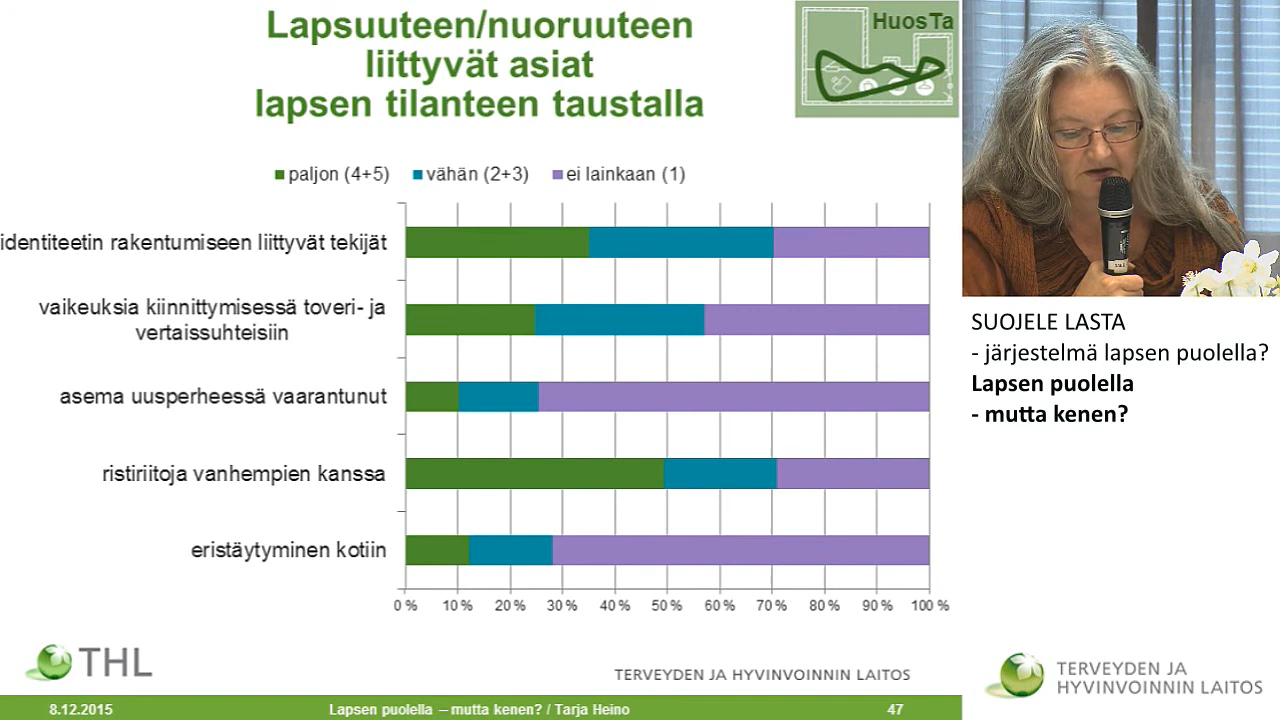 Lapsuuteen/nuoruuteen
liittyvät asiat
lapsen tilanteen taustalla
HuosTa
paljon (4+5)
vähän (2+3)
ei lainkaan (1)
identiteetin rakentumiseen liittyvät tekijät
vaikeuksia kiinnittymisessä toveri- ja
vertaissuhteisiin
asema uusperheessä vaarantunut
ristiriitoja vanhempien kanssa
eristäytyminen kotiin
0 % 10 % 20 % 30 % 40 % 50 % 60 % 70 % 80 % 90 % 100 %
THL
TERVEYDEN JA HYVINVOINNIN LAITOS
8.12.2015
Lapsen puolella – mutta kenen? / Tarja Heino
47
SUOJELE LASTA
- järjestelmä lapsen puolella?
Lapsen puolella
- mutta kenen?
TERVEYDEN JA
HYVINVOINNIN LAITOS